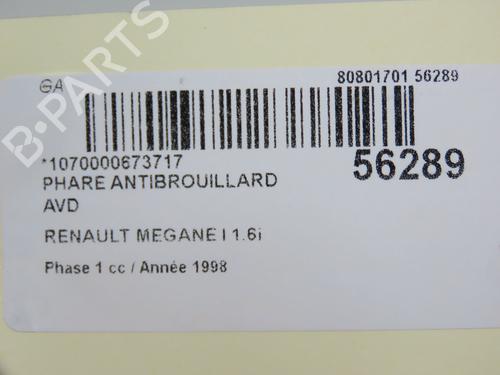 GA
80801701 56289
*1070000673717
56289
PHARE ANTIBROUILLARD
AVD
RENAULT MEGANE I 1.6i
Phase 1 cc / Année 1998
B-PARTS